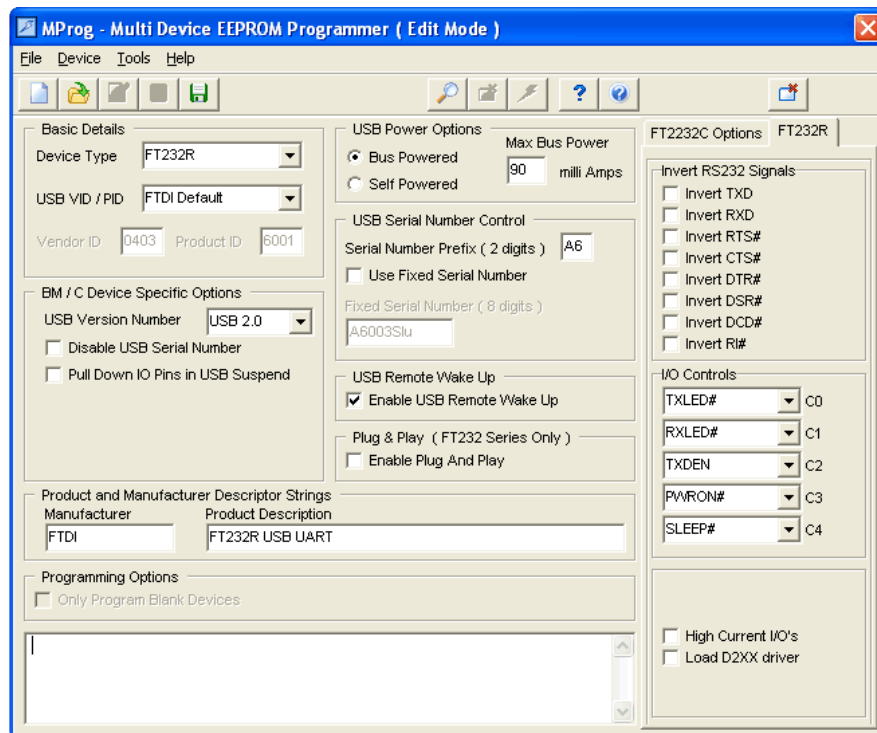 MProg - Multi Device EEPROM Programmer ( Edit Mode )
File Device Tools Help
Basic Details
Device Type FT232R
USB VID / PID FTDI Default
Vendor ID 0403 Product ID 6001
BM / C Device Specific Options
USB Version Number USB 2.0
Disable USB Serial Number
Pull Down IO Pins in USB Suspend
USB Power Options
Bus Powered
Self Powered
Max Bus Power
90 milli Amps
USB Serial Number Control
Serial Number Prefix ( 2 digits ) A6
Use Fixed Serial Number
Fixed Serial Number ( 8 digits )
A6003Slu
USB Remote Wake Up
Enable USB Remote Wake Up
Plug & Play ( FT232 Series Only )
Enable Plug And Play
Product and Manufacturer Descriptor Strings
Manufacturer Product Description
FTDI FT232R USB UART
Programming Options
Only Program Blank Devices
FT2232C Options FT232R
Invert RS232 Signals
Invert TXD
Invert RXD
Invert RTS#
Invert CTS#
Invert DTR#
Invert DSR#
Invert DCD#
Invert RI#
I/O Controls
TXLED# C0
RXLED# C1
TXDEN C2
PWRON# C3
SLEEP# C4
High Current I/O's
Load D2XX driver